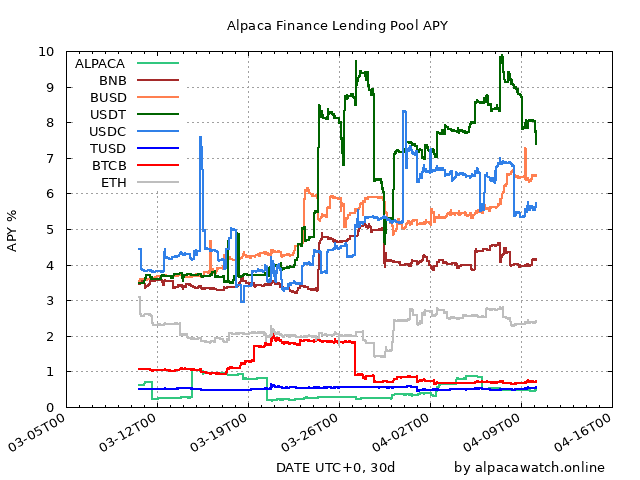 Alpaca Finance Lending Pool APY
10
9
8
7
6
5
4
3
2
1
0
APY %
ALPACA
BNB
BUSD
USDT
USDC
TUSD
BTCB
ETH
03-05T00
03-12T00
03-19T00
03-26T00
04-02T00
04-09T00
04-16T00
DATE UTC+0, 30d
by alpacawatch.online